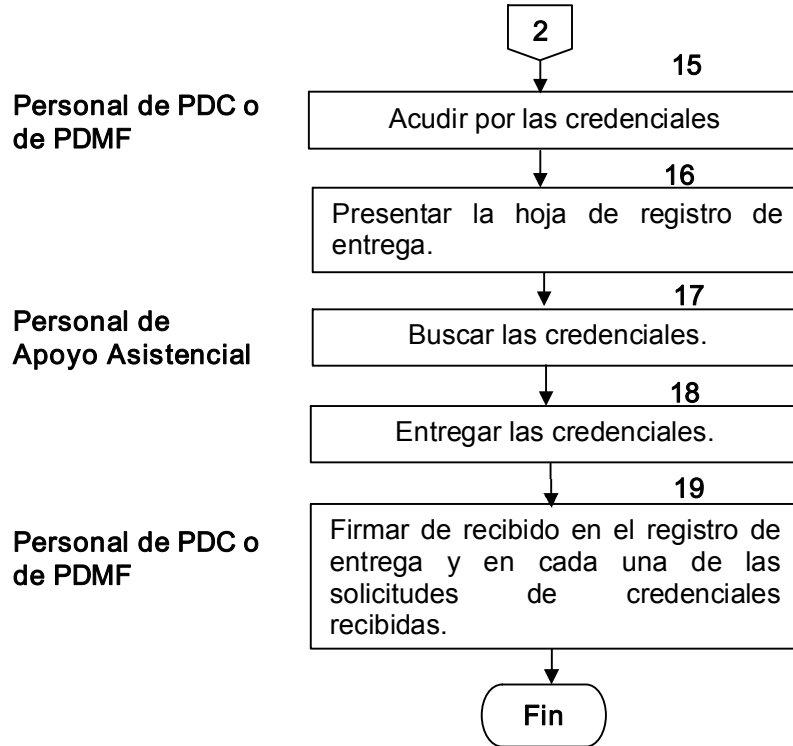 2
15
Personal de PDC o
de PDMF
Acudir por las credenciales
16
Presentar la hoja de registro de
entrega.
17
Personal de
Apoyo Asistencial
Buscar las credenciales.
18
Entregar las credenciales.
19
Personal de PDC o
de PDMF
Firmar de recibido en el registro de
entrega y en cada una de las
solicitudes de credenciales
recibidas.
Fin